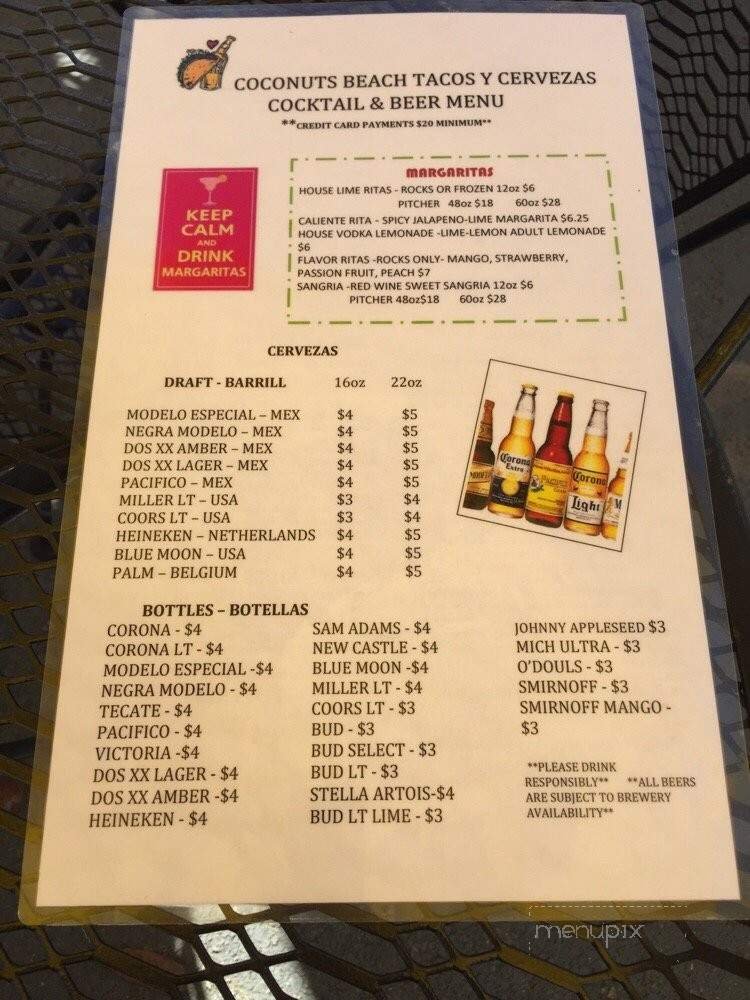 COCONUTS BEACH TACOS Y CERVEZAS
COCKTAIL & BEER MENU
**CREDIT CARD PAYMENTS $20 MINIMUM**
KEEP
CALM
AND
DRINK
MARGARITAS
MARGARITAS
HOUSE LIME RITAS - ROCKS OR FROZEN 12oz $6
PITCHER 48oz $18 60oz $28
CALIENTE RITA - SPICY JALAPENO-LIME MARGARITA $6.25
HOUSE VODKA LEMONADE -LIME-LEMON ADULT LEMONADE
$6
FLAVOR RITAS -ROCKS ONLY- MANGO, STRAWBERRY,
PASSION FRUIT, PEACH $7
SANGRIA -RED WINE SWEET SANGRIA 12oz $6
PITCHER 48oz$18 60oz $28
CERVEZAS
DRAFT - BARRILL 16oz 22oz
MODELO ESPECIAL – MEX $4 $5
NEGRA MODELO – MEX $4 $5
DOS XX AMBER – MEX $4 $5
DOS XX LAGER – MEX $4 $5
PACIFICO – MEX $4 $5
MILLER LT – USA $3 $4
COORS LT – USA $3 $4
HEINEKEN – NETHERLANDS $4 $5
BLUE MOON – USA $4 $5
PALM – BELGIUM $4 $5
Corona
Extra
Corona
Light
BOTTLES – BOTELLAS
CORONA - $4
CORONA LT - $4
MODELO ESPECIAL -$4
NEGRA MODELO - $4
TECATE - $4
PACIFICO - $4
VICTORIA -$4
DOS XX LAGER - $4
DOS XX AMBER -$4
HEINEKEN - $4
SAM ADAMS - $4
NEW CASTLE - $4
BLUE MOON -$4
MILLER LT - $4
COORS LT - $3
BUD - $3
BUD SELECT - $3
BUD LT - $3
STELLA ARTOIS-$4
BUD LT LIME - $3
JOHNNY APPLESEED $3
MICH ULTRA - $3
O'DOULS - $3
SMIRNOFF - $3
SMIRNOFF MANGO -
$3
**PLEASE DRINK
RESPONSIBLY** **ALL BEERS
ARE SUBJECT TO BREWERY
AVAILABILITY**
menupix